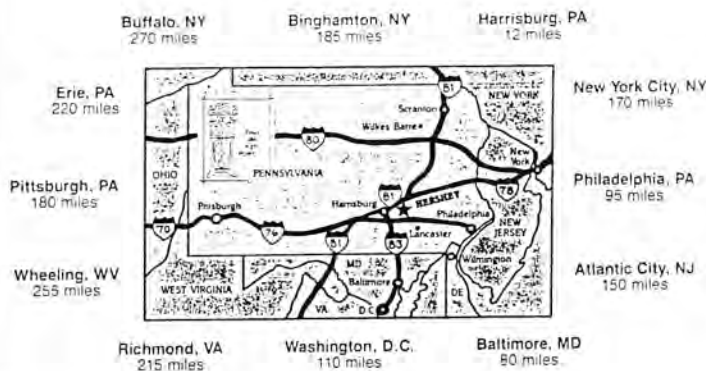 Buffalo, NY
270 miles
Binghamton, NY
185 miles
Harrisburg, PA
12 miles
Erie, PA
220 miles
New York City, NY
170 miles
Pittsburgh, PA
180 miles
Philadelphia, PA
95 miles
Wheeling, WV
255 miles
Atlantic City, NJ
150 miles
Richmond, VA
215 miles
Washington, D.C.
110 miles
Baltimore, MD
80 miles
81
NEW YORK
Scranton
Wilkes Barre
80
New
York
OHIO
PENNSYLVANIA
81
HERSHEY
78
Harrisburg
Philadelphia
NEW
JERSEY
Pittsburgh
70
76
Lancaster
81
83
Wilmington
MD
Baltimore
WEST VIRGINIA
DE
VA
D.C.